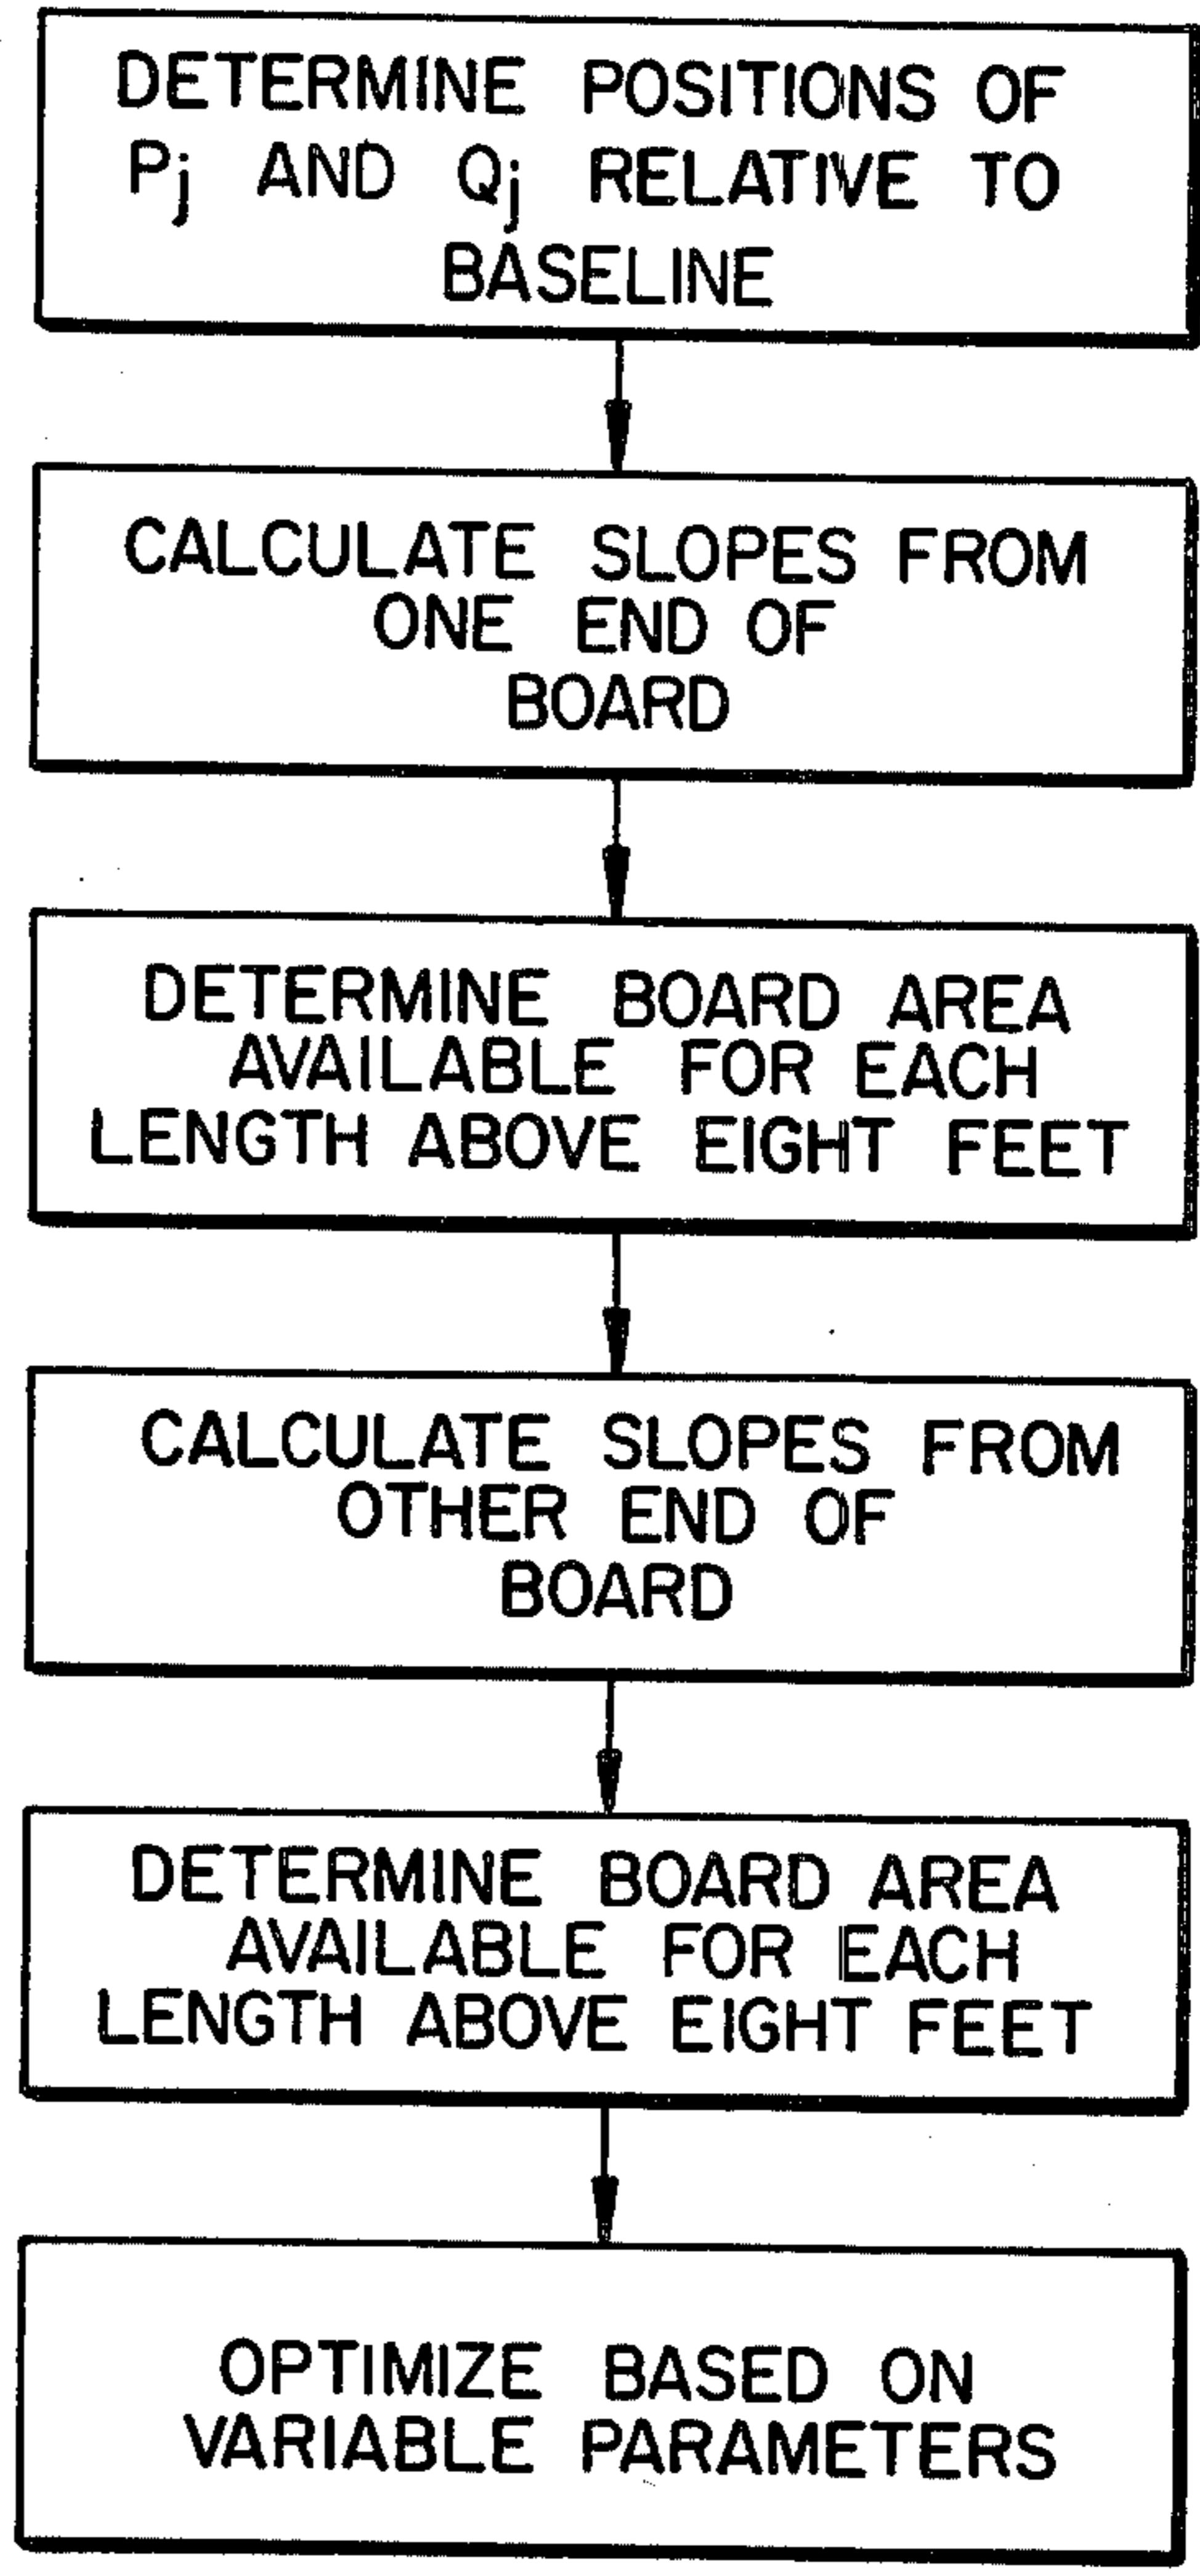 DETERMINE POSITIONS OF
Pj AND Qj RELATIVE TO
BASELINE
CALCULATE SLOPES FROM
ONE END OF
BOARD
DETERMINE BOARD AREA
AVAILABLE FOR EACH
LENGTH ABOVE EIGHT FEET
CALCULATE SLOPES FROM
OTHER END OF
BOARD
DETERMINE BOARD AREA
AVAILABLE FOR EACH
LENGTH ABOVE EIGHT FEET
OPTIMIZE BASED ON
VARIABLE PARAMETERS